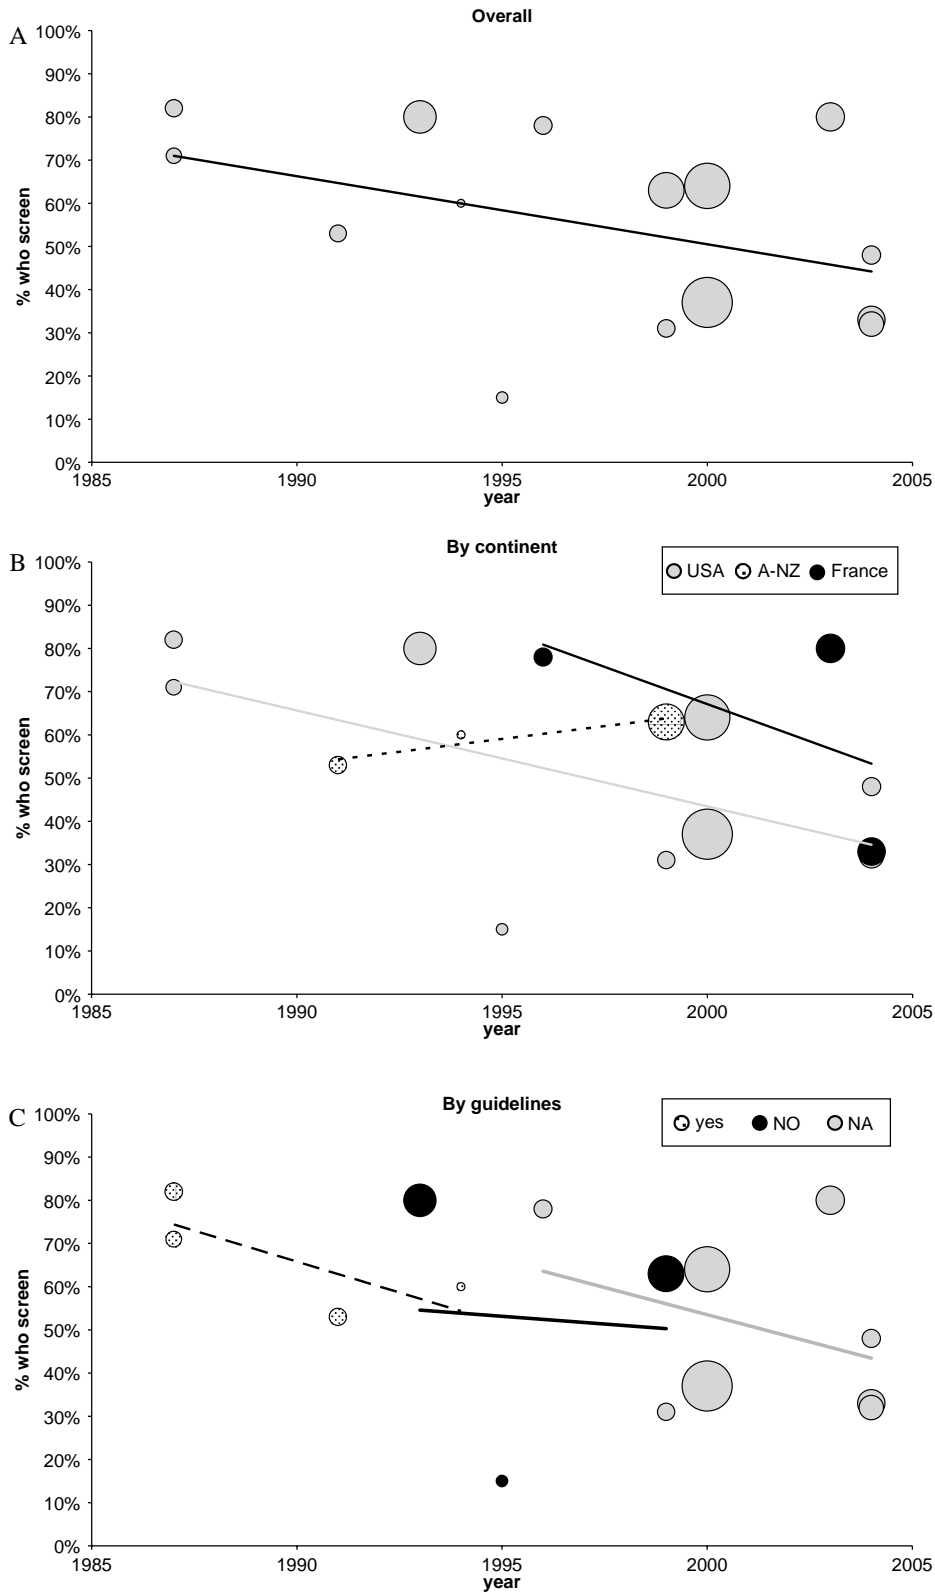 Overall
A
100%
90%
80%
70%
60%
50%
40%
30%
20%
10%
0%
% who screen
1985 1990 1995 2000 2005
year
By continent
B
USA A-NZ France
100%
90%
80%
70%
60%
50%
40%
30%
20%
10%
0%
% who screen
1985 1990 1995 2000 2005
year
By guidelines
C
yes NO NA
100%
90%
80%
70%
60%
50%
40%
30%
20%
10%
0%
% who screen
1985 1990 1995 2000 2005
year